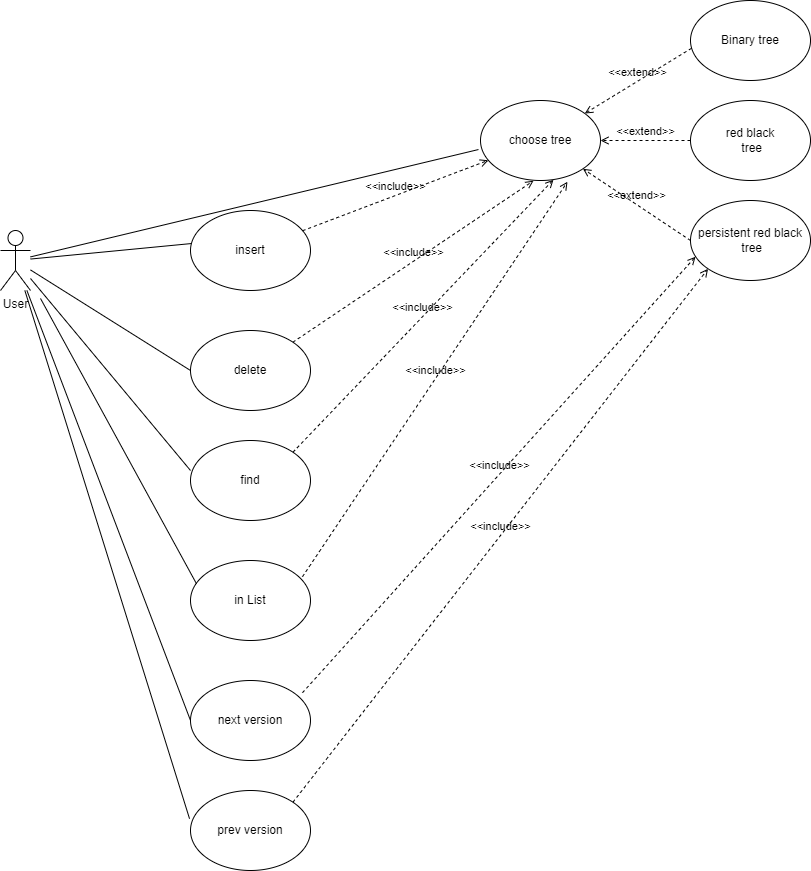 Binary tree
<<extend>>
choose tree
<<extend>>
red black
tree
<<include>>
<<extend>>
persistent red black
tree
insert
<<include>>
User
<<include>>
delete
<<include>>
find
<<include>>
<<include>>
in List
next version
prev version